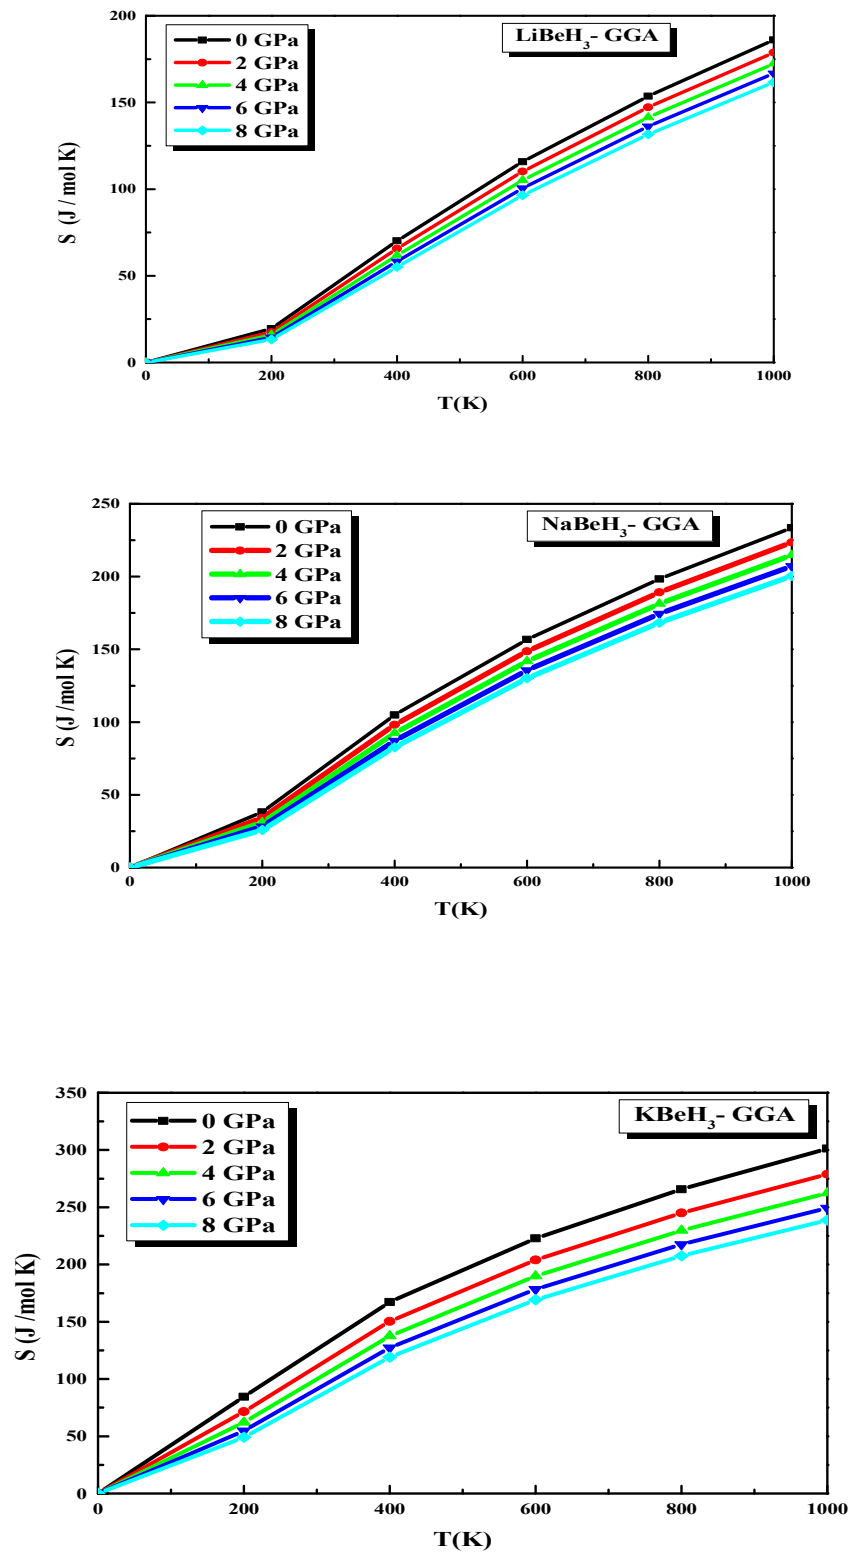 LiBeH₃- GGA
0 GPa
2 GPa
4 GPa
6 GPa
8 GPa
200
150
100
50
0
S (J / mol K)
0 200 400 600 800 1000
T(K)
NaBeH₃- GGA
0 GPa
2 GPa
4 GPa
6 GPa
8 GPa
250
200
150
100
50
0
S (J /mol K)
0 200 400 600 800 1000
T(K)
KBeH₃- GGA
0 GPa
2 GPa
4 GPa
6 GPa
8 GPa
350
300
250
200
150
100
50
0
S (J /mol K)
0 200 400 600 800 1000
T(K)